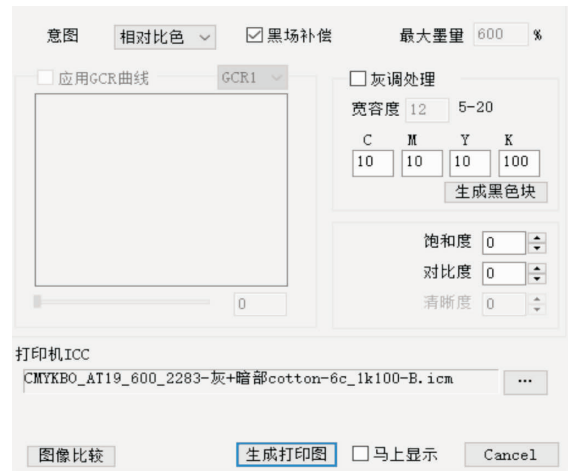 意图 相对比色 黑场补偿 最大墨量 600 %
应用GCR曲线 GCR1 灰调处理
宽容度 12 5-20
C M Y K
10 10 10 100
生成黑色块
饱和度 0
对比度 0
0 清晰度 0
打印机ICC
CMYKBO_AT19_600_2283-灰+暗部cotton-6c_1k100-B.icm ...
图像比较 生成打印图 马上显示 Cancel